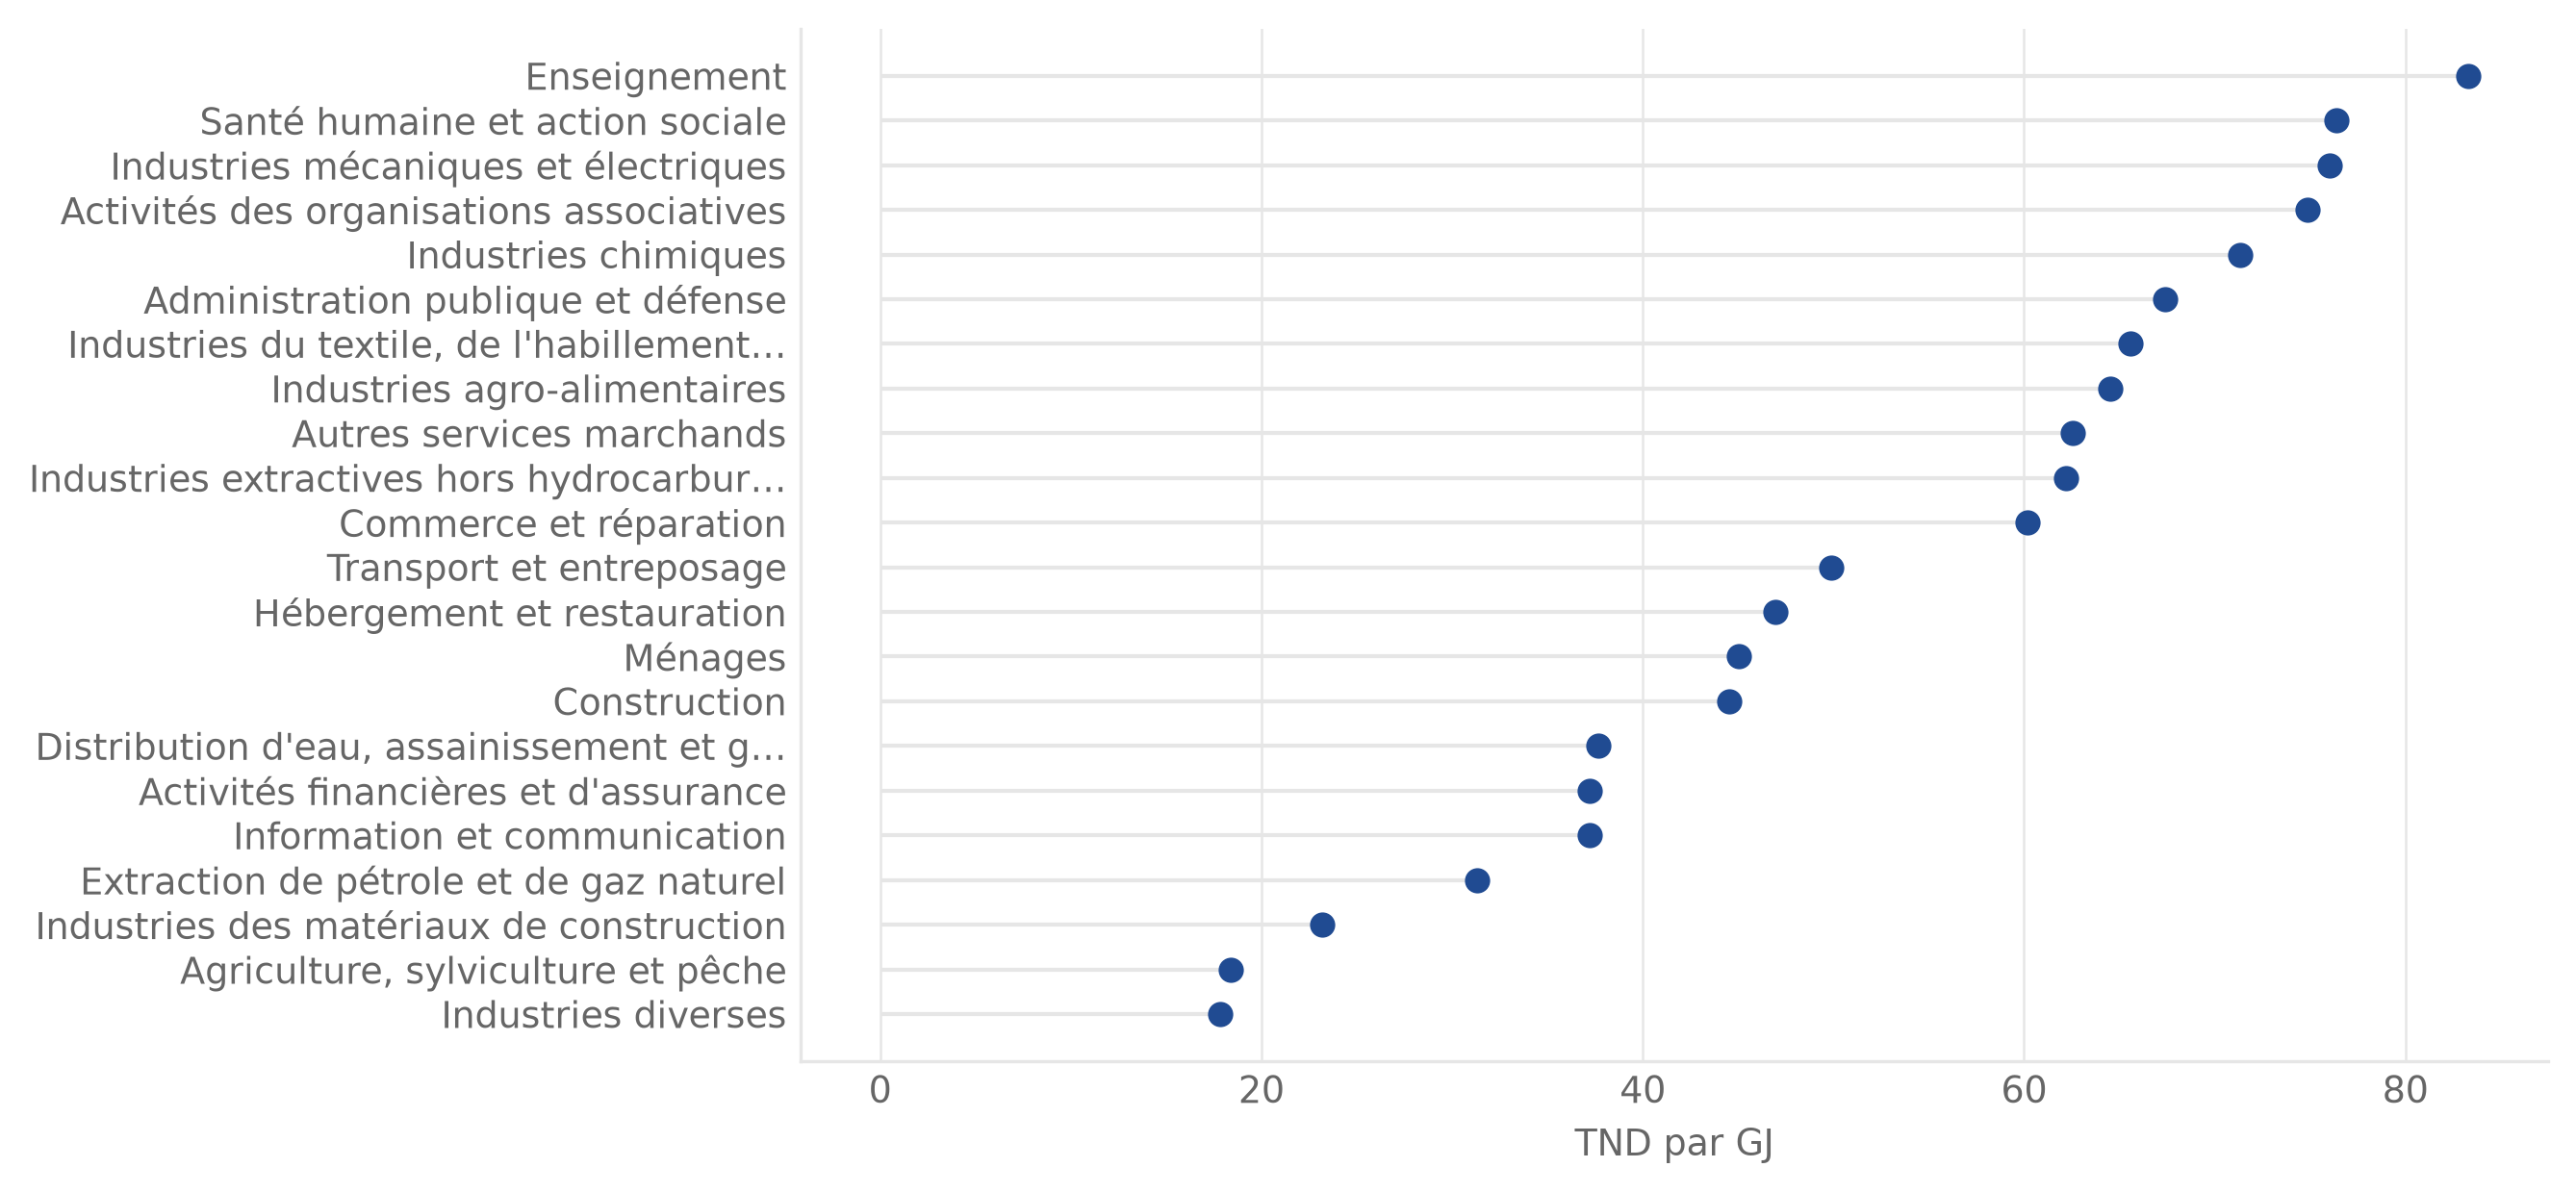 Enseignement
Santé humaine et action sociale
Industries mécaniques et électriques
Activités des organisations associatives
Industries chimiques
Administration publique et défense
Industries du textile, de l'habillement...
Industries agro-alimentaires
Autres services marchands
Industries extractives hors hydrocarbur...
Commerce et réparation
Transport et entreposage
Hébergement et restauration
Ménages
Construction
Distribution d'eau, assainissement et g...
Activités financières et d'assurance
Information et communication
Extraction de pétrole et de gaz naturel
Industries des matériaux de construction
Agriculture, sylviculture et pêche
Industries diverses
0 20 40 60 80
TND par GJ